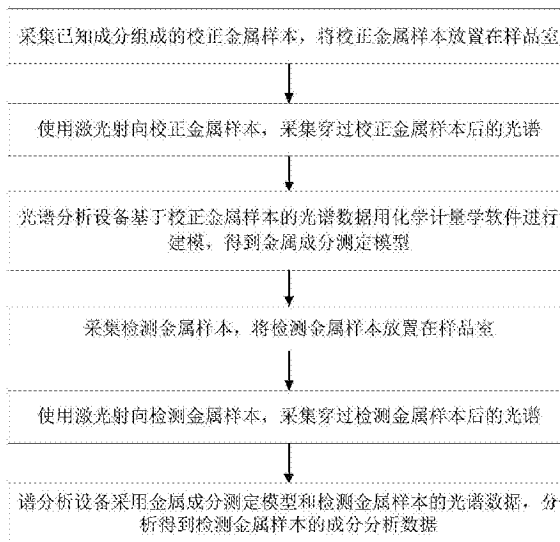 采集已知成分组成的校正金属样本，将校正金属样本放置在样品室
使用激光射向校正金属样本，采集穿过校正金属样本后的光谱
光谱分析设备基于校正金属样本的光谱数据用化学计量学软件进行
建模，得到金属成分测定模型
采集检测金属样本，将检测金属样本放置在样品室
使用激光射向检测金属样本，采集穿过检测金属样本后的光谱
谱分析设备采用金属成分测定模型和检测金属样本的光谱数据，分
析得到检测金属样本的成分分析数据